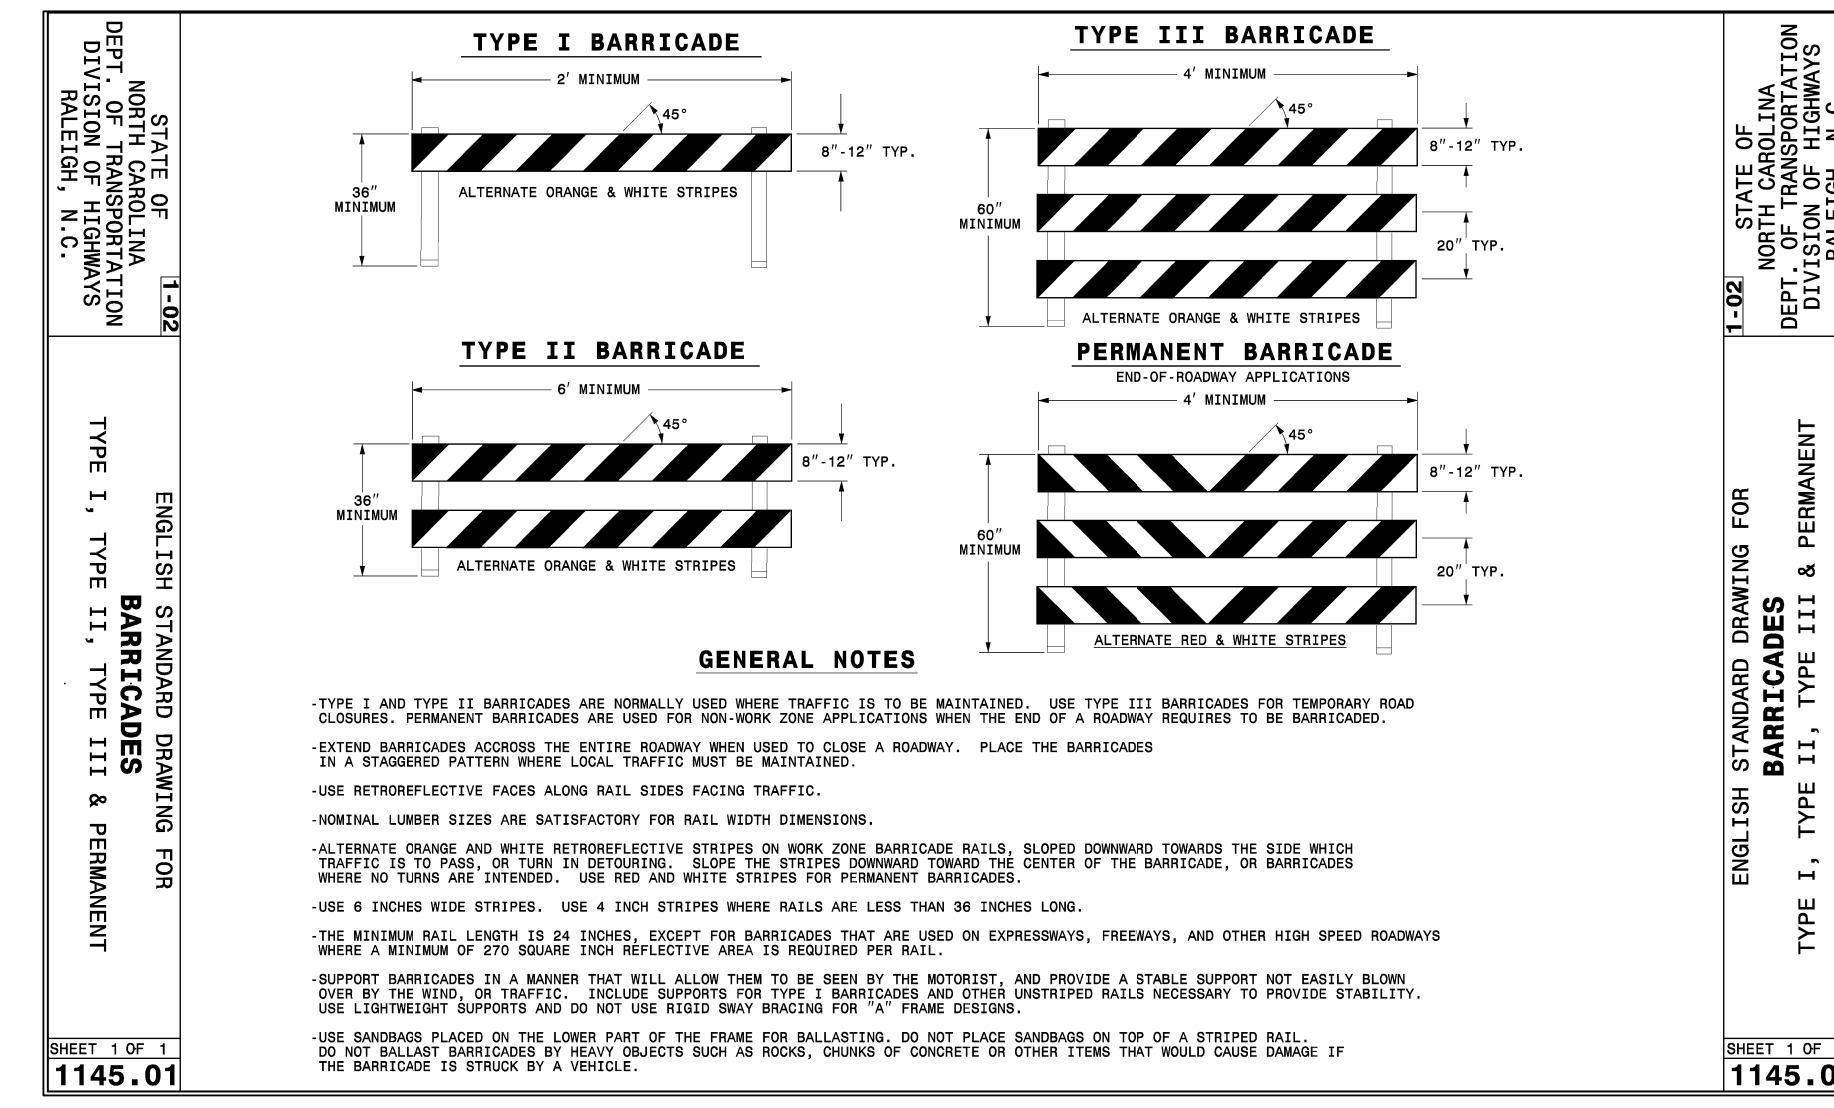 STATE OF
NORTH CAROLINA
DEPT. OF TRANSPORTATION
DIVISION OF HIGHWAYS
RALEIGH, N.C.
1-02
ENGLISH STANDARD DRAWING FOR
BARRICADES
TYPE I, TYPE II, TYPE III & PERMANENT
SHEET 1 OF 1
1145.01
TYPE I BARRICADE
2' MINIMUM
45°
8"-12" TYP.
36"
MINIMUM
ALTERNATE ORANGE & WHITE STRIPES
TYPE III BARRICADE
4' MINIMUM
45°
8"-12" TYP.
60"
MINIMUM
20" TYP.
ALTERNATE ORANGE & WHITE STRIPES
TYPE II BARRICADE
6' MINIMUM
45°
8"-12" TYP.
36"
MINIMUM
ALTERNATE ORANGE & WHITE STRIPES
PERMANENT BARRICADE
END-OF-ROADWAY APPLICATIONS
4' MINIMUM
45°
8"-12" TYP.
60"
MINIMUM
20" TYP.
ALTERNATE RED & WHITE STRIPES
GENERAL NOTES
-TYPE I AND TYPE II BARRICADES ARE NORMALLY USED WHERE TRAFFIC IS TO BE MAINTAINED. USE TYPE III BARRICADES FOR TEMPORARY ROAD
CLOSURES. PERMANENT BARRICADES ARE USED FOR NON-WORK ZONE APPLICATIONS WHEN THE END OF A ROADWAY REQUIRES TO BE BARRICADED.
-EXTEND BARRICADES ACCROSS THE ENTIRE ROADWAY WHEN USED TO CLOSE A ROADWAY. PLACE THE BARRICADES
IN A STAGGERED PATTERN WHERE LOCAL TRAFFIC MUST BE MAINTAINED.
-USE RETROREFLECTIVE FACES ALONG RAIL SIDES FACING TRAFFIC.
-NOMINAL LUMBER SIZES ARE SATISFACTORY FOR RAIL WIDTH DIMENSIONS.
-ALTERNATE ORANGE AND WHITE RETROREFLECTIVE STRIPES ON WORK ZONE BARRICADE RAILS, SLOPED DOWNWARD TOWARDS THE SIDE WHICH
TRAFFIC IS TO PASS, OR TURN IN DETOURING. SLOPE THE STRIPES DOWNWARD TOWARD THE CENTER OF THE BARRICADE, OR BARRICADES
WHERE NO TURNS ARE INTENDED. USE RED AND WHITE STRIPES FOR PERMANENT BARRICADES.
-USE 6 INCHES WIDE STRIPES. USE 4 INCH STRIPES WHERE RAILS ARE LESS THAN 36 INCHES LONG.
-THE MINIMUM RAIL LENGTH IS 24 INCHES, EXCEPT FOR BARRICADES THAT ARE USED ON EXPRESSWAYS, FREEWAYS, AND OTHER HIGH SPEED ROADWAYS
WHERE A MINIMUM OF 270 SQUARE INCH REFLECTIVE AREA IS REQUIRED PER RAIL.
-SUPPORT BARRICADES IN A MANNER THAT WILL ALLOW THEM TO BE SEEN BY THE MOTORIST, AND PROVIDE A STABLE SUPPORT NOT EASILY BLOWN
OVER BY THE WIND, OR TRAFFIC. INCLUDE SUPPORTS FOR TYPE I BARRICADES AND OTHER UNSTRIPED RAILS NECESSARY TO PROVIDE STABILITY.
USE LIGHTWEIGHT SUPPORTS AND DO NOT USE RIGID SWAY BRACING FOR "A" FRAME DESIGNS.
-USE SANDBAGS PLACED ON THE LOWER PART OF THE FRAME FOR BALLASTING. DO NOT PLACE SANDBAGS ON TOP OF A STRIPED RAIL.
DO NOT BALLAST BARRICADES BY HEAVY OBJECTS SUCH AS ROCKS, CHUNKS OF CONCRETE OR OTHER ITEMS THAT WOULD CAUSE DAMAGE IF
THE BARRICADE IS STRUCK BY A VEHICLE.
STATE OF
NORTH CAROLINA
DEPT. OF TRANSPORTATION
DIVISION OF HIGHWAYS
1-02
ENGLISH STANDARD DRAWING FOR
BARRICADES
TYPE I, TYPE II, TYPE III & PERMANENT
SHEET 1 OF
1145.0